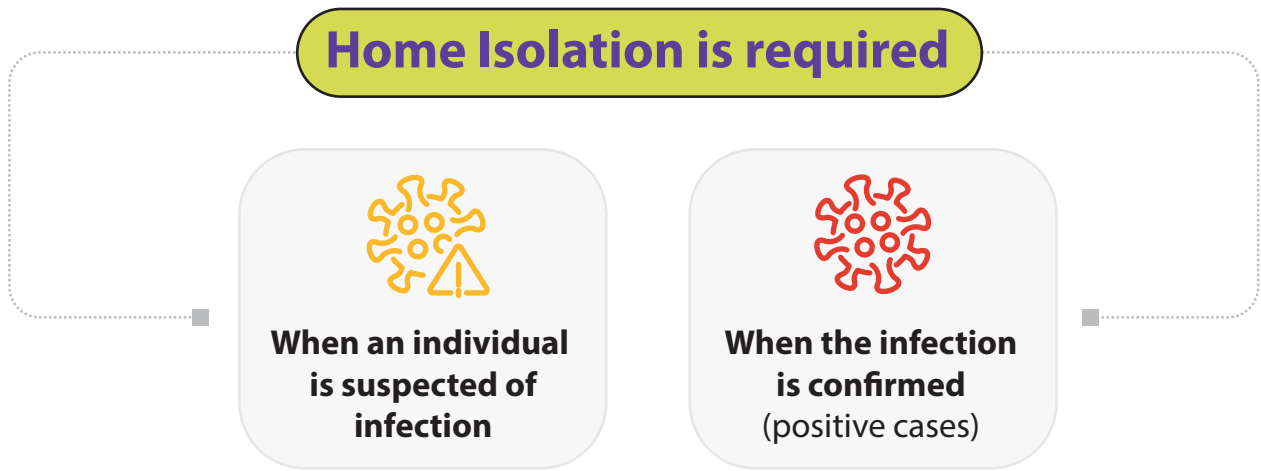 Home Isolation is required
When an individual
is suspected of
infection
When the infection
is confirmed
(positive cases)